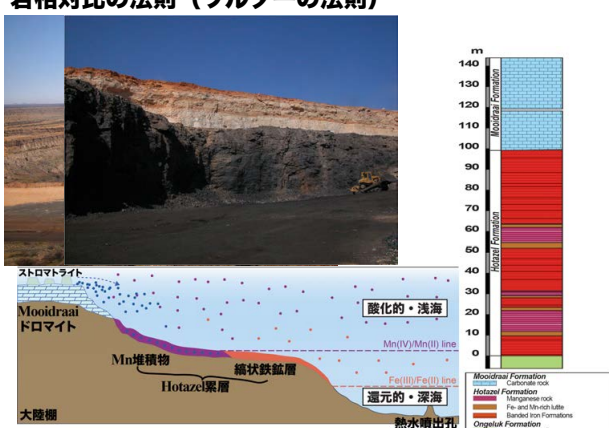 岩相対比の法則（ワルターの法則）
m
140
130
120
110
100
90
80
70
60
50
40
30
20
10
0
Mooidraai Formation
Hotazel Formation
ストロマトライト
Mooidraai
ドロマイト
酸化的・浅海
Mn(IV)/Mn(II) line
Mn堆積物
縞状鉄鉱層
Hotazel累層
Fe(III)/Fe(II) line
還元的・深海
大陸棚
熱水噴出孔
Mooidraai Formation
Carbonate rock
Hotazel Formation
Manganese rock
Fe- and Mn-rich lutite
Banded Iron Formations
Ongeluk Formation